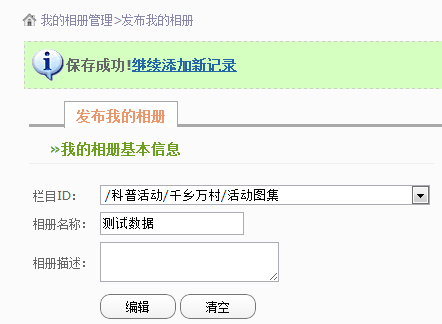 我的相册管理>发布我的相册
保存成功!继续添加新记录
发布我的相册
»我的相册基本信息
栏目ID： /科普活动/千乡万村/活动图集
相册名称： 测试数据
相册描述：
编辑 清空